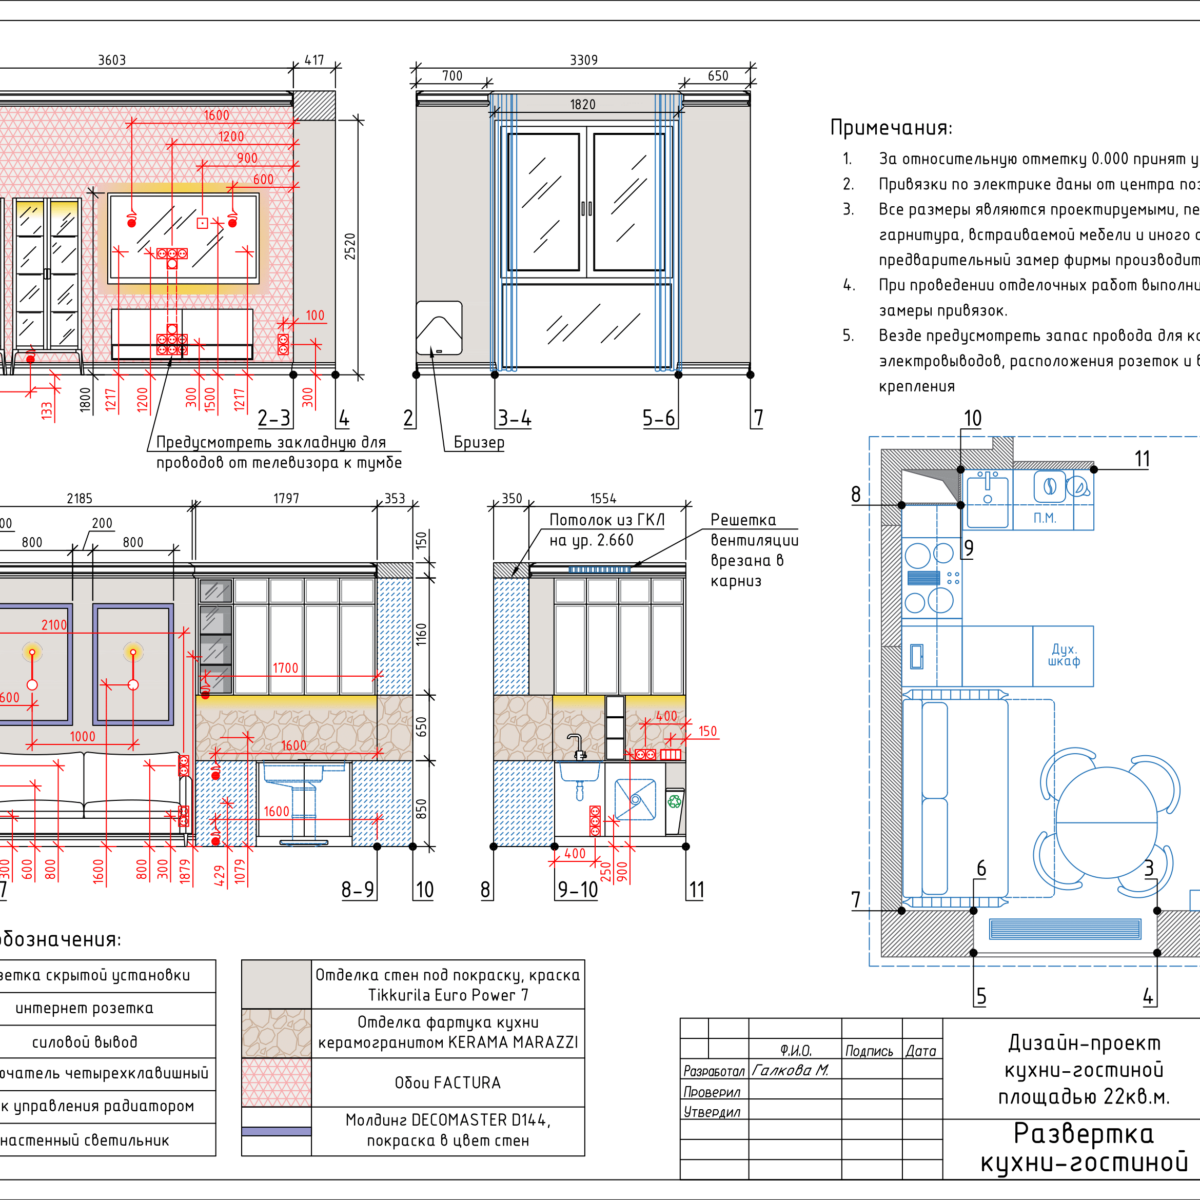 3603
417
1600
1200
900
600
2520
100
1217
1200
300
1500
1217
300
133
1800
2-3
4
Предусмотреть закладную для
проводов от телевизора к тумбе
3309
700
650
1820
2
3-4
5-6
7
Бризер
Примечания:
1. За относительную отметку 0.000 принят
2. Привязки по электрике даны от центра
3. Все размеры являются проектируемыми,
гарнитура, встраиваемой мебели и иного
предварительный замер фирмы
4. При проведении отделочных работ
замеры привязок.
5. Везде предусмотреть запас провода для
электровыводов, расположения розеток и
крепления
2185
1797
353
200
800
800
150
2100
1160
1700
600
650
1000
1600
850
1600
300
600
800
1600
800
300
1879
429
1079
7
8-9
10
350
1554
Потолок из ГКЛ
на ур. 2.660
Решетка
вентиляции
врезана в
карниз
400
150
400
250
900
8
9-10
11
10
11
8
9
П.М.
Дух.
шкаф
7
6
3
5
4
обозначения:
скрытой установки
интернет розетка
силовой вывод
четырехклавишный
управления радиатором
настенный светильник
Отделка стен под покраску, краска
Tikkurila Euro Power 7
Отделка фартука кухни
керамогранитом KERAMA MARAZZI
Обои FACTURA
Молдинг DECOMASTER D144,
покраска в цвет стен
Ф.И.О. Подпись Дата
Разработал Галкова М.
Проверил
Утвердил
Дизайн-проект
кухни-гостиной
площадью 22кв.м.
Развертка
кухни-гостиной